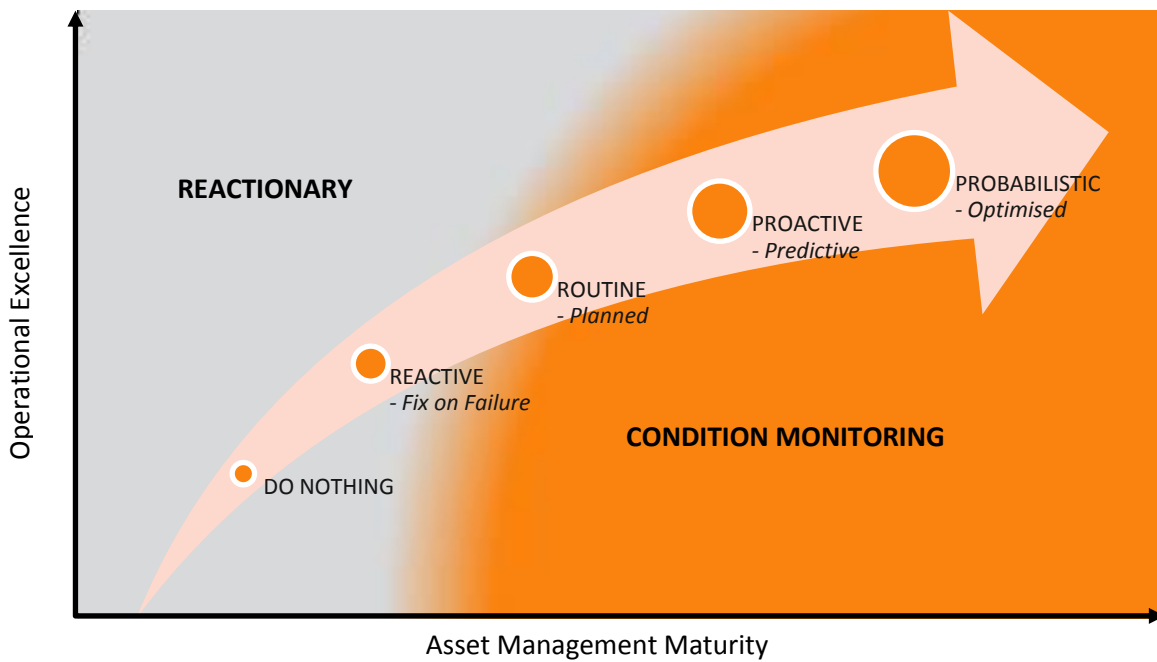 Operational Excellence
REACTIONARY
PROBABILISTIC
- Optimised
PROACTIVE
- Predictive
ROUTINE
- Planned
REACTIVE
- Fix on Failure
CONDITION MONITORING
DO NOTHING
Asset Management Maturity